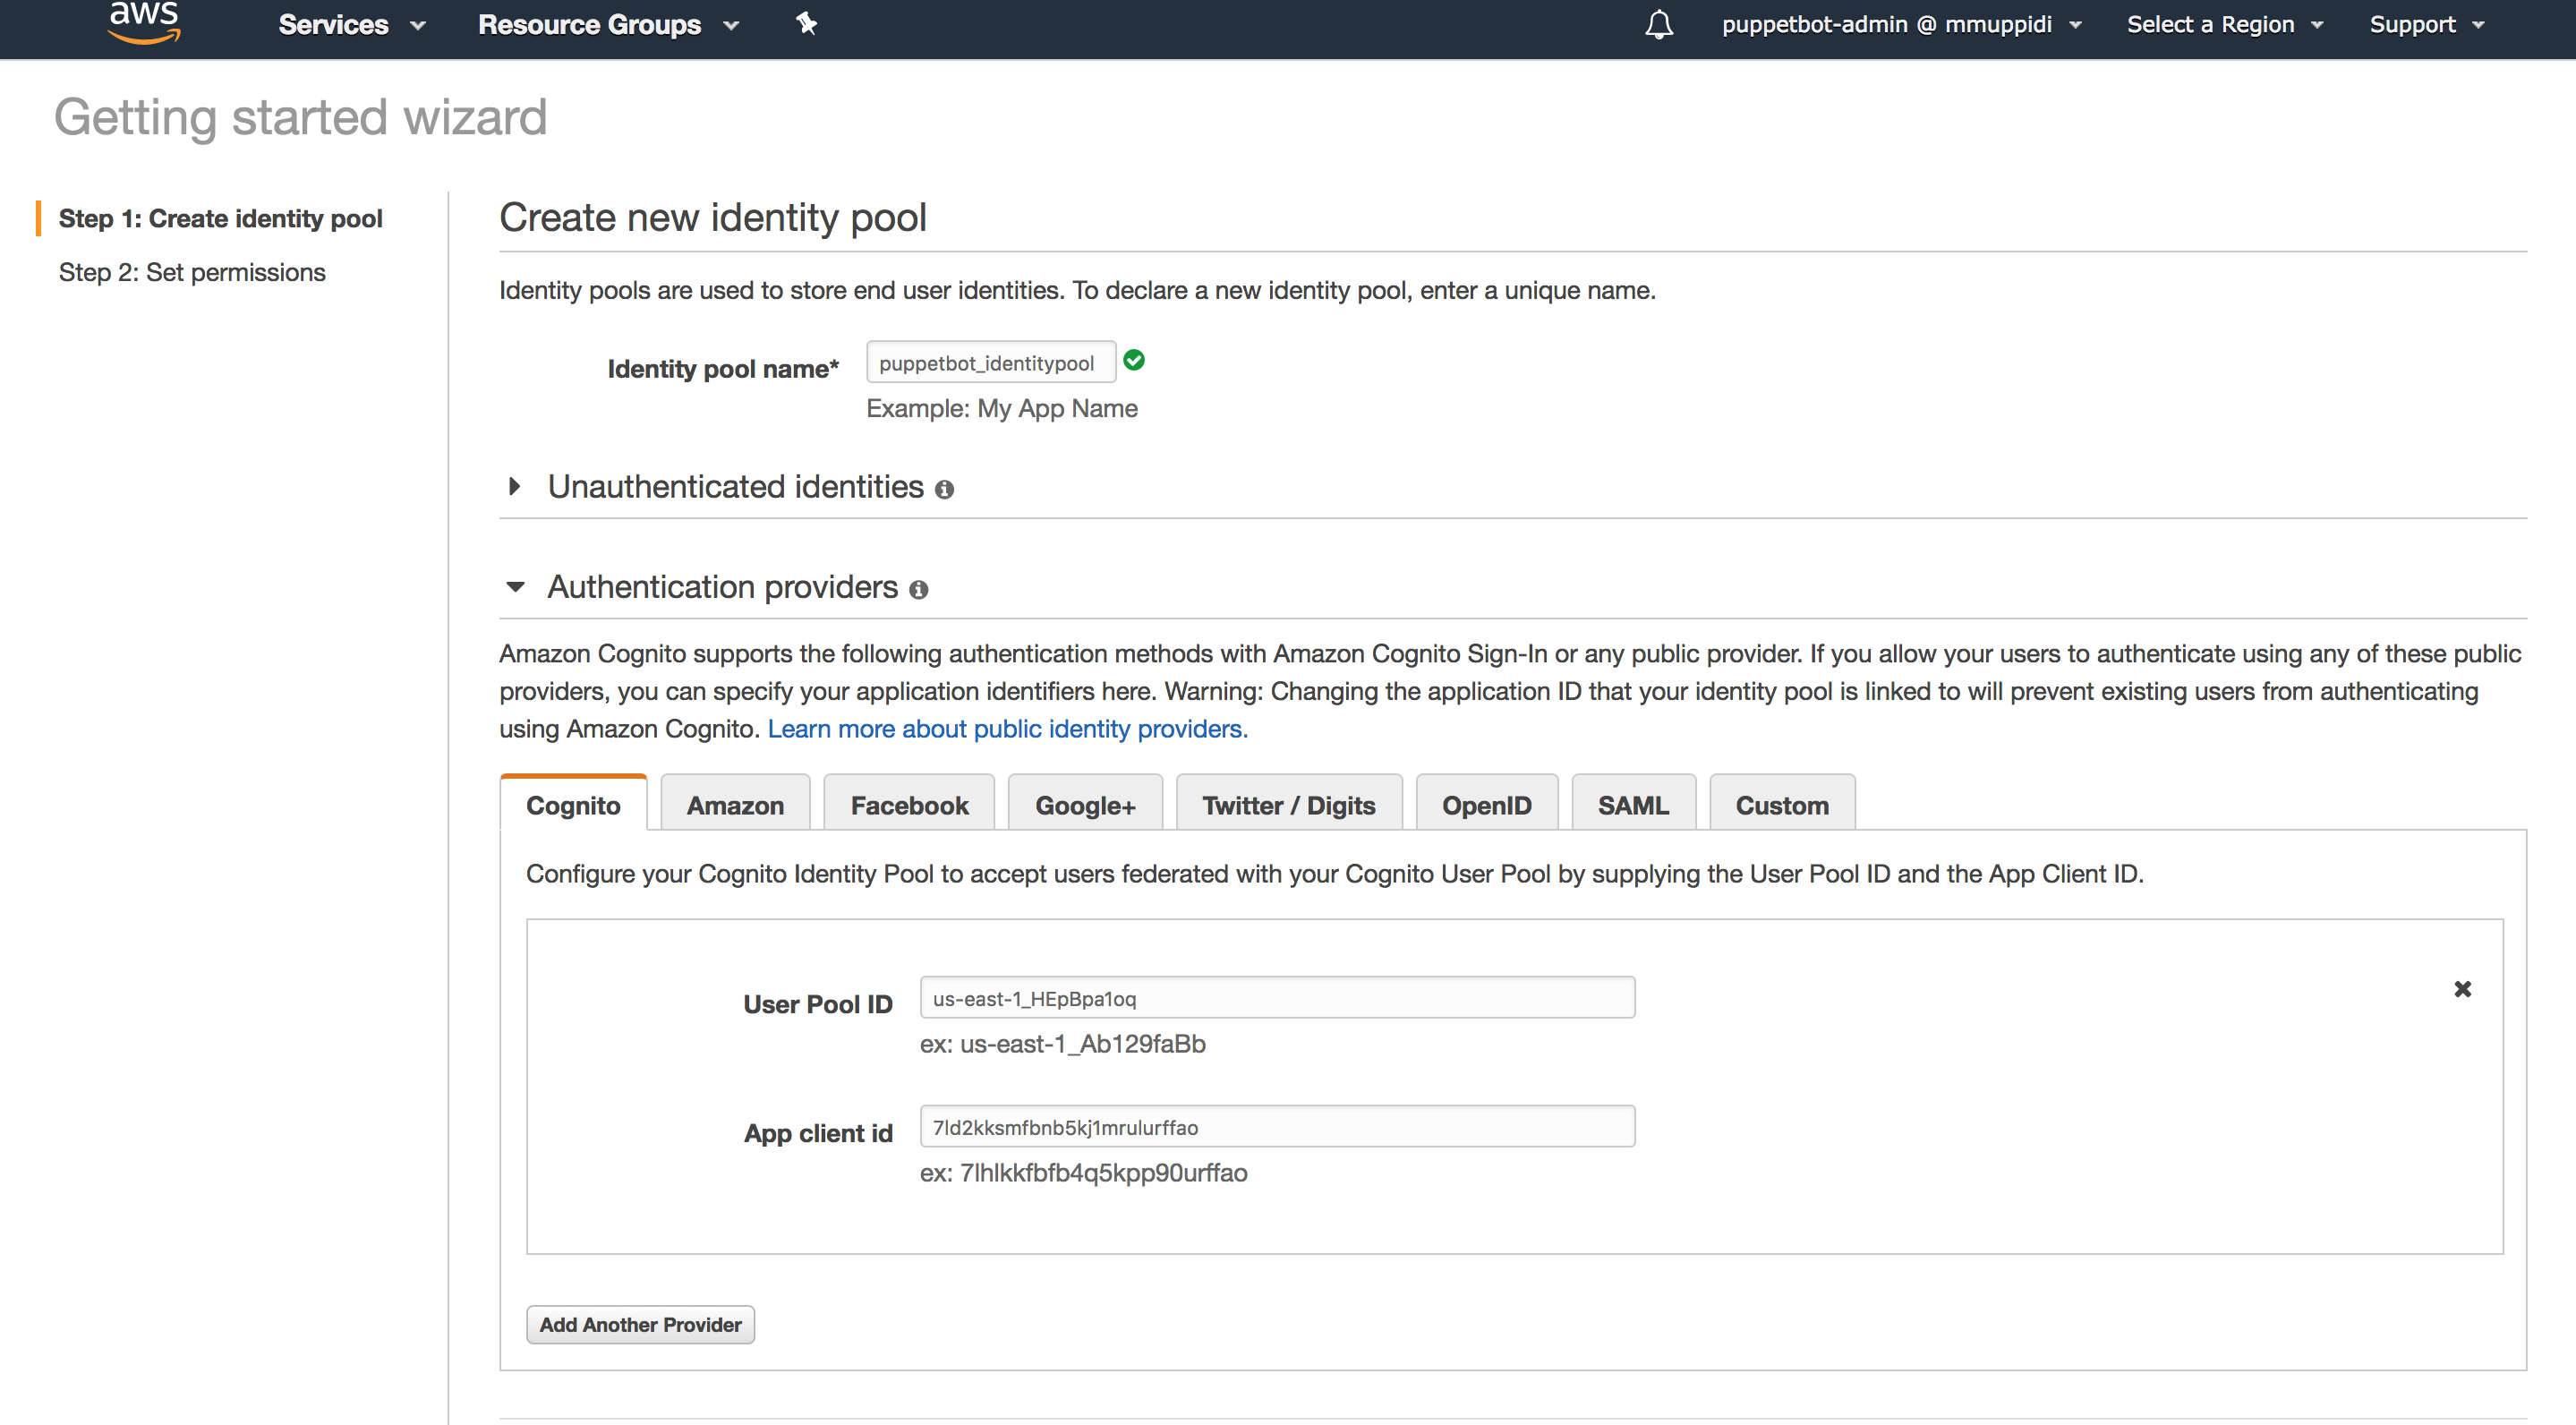 aws
Services
Resource Groups
puppetbot-admin @ mmuppidi
Select a Region
Support
Getting started wizard
Step 1: Create identity pool
Step 2: Set permissions
Create new identity pool
Identity pools are used to store end user identities. To declare a new identity pool, enter a unique name.
Identity pool name*
puppetbot_identitypool
Example: My App Name
Unauthenticated identities
Authentication providers
Amazon Cognito supports the following authentication methods with Amazon Cognito Sign-In or any public provider. If you allow your users to authenticate using any of these public
providers, you can specify your application identifiers here. Warning: Changing the application ID that your identity pool is linked to will prevent existing users from authenticating
using Amazon Cognito. Learn more about public identity providers.
Cognito
Amazon
Facebook
Google+
Twitter / Digits
OpenID
SAML
Custom
Configure your Cognito Identity Pool to accept users federated with your Cognito User Pool by supplying the User Pool ID and the App Client ID.
User Pool ID
us-east-1_HEpBpa1oq
ex: us-east-1_Ab129faBb
App client id
7ld2kksmfbnb5kj1mrulurffao
ex: 7lhlkkfbfb4q5kpp90urffao
Add Another Provider